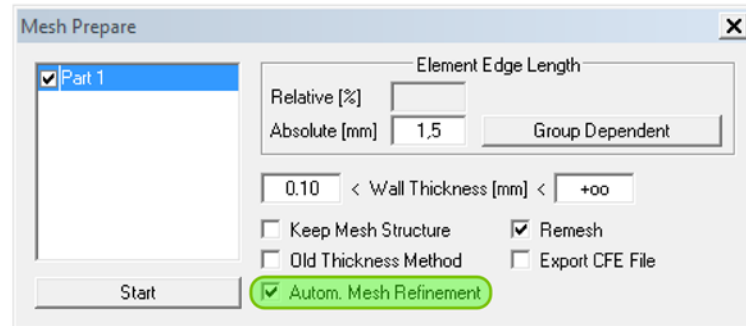 Mesh Prepare
Part 1
Element Edge Length
Relative [%]
Absolute [mm] 1,5 Group Dependent
0.10 < Wall Thickness [mm] < +oo
Keep Mesh Structure Remesh
Old Thickness Method Export CFE File
Start Autom. Mesh Refinement